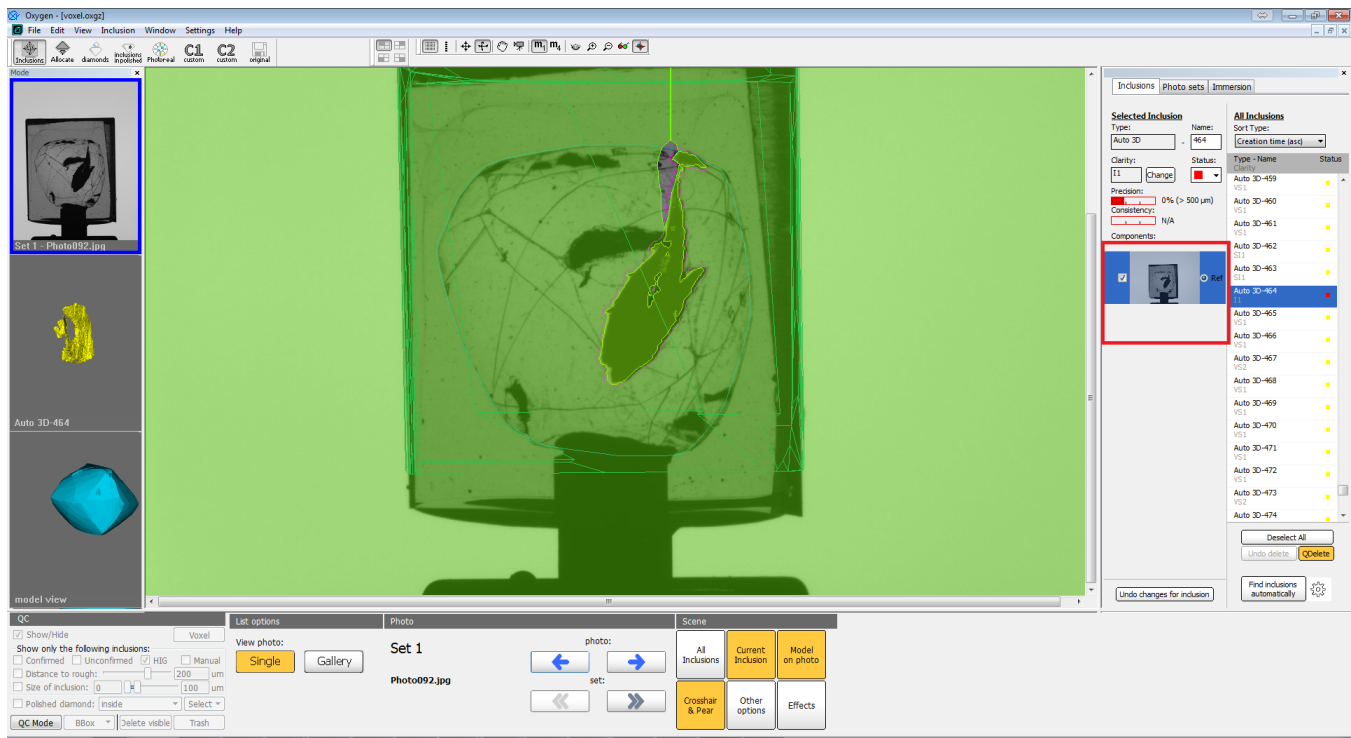 Oxygen - [voxel.oxgz]
File Edit View Inclusion Window Settings Help
Inclusions Allocate diamonds inclusions inpolished Photoreal C1 custom C2 custom original
Mode
Set 1 - Photo092.jpg
Auto 3D-464
model view
Inclusions Photo sets Immersion
Selected Inclusion
Type: Name:
Auto 3D - 464
Clarity: Status:
I1 Change
Precision:
0% (> 500 µm)
Consistency:
N/A
Components:
Ref
Undo changes for inclusion
All Inclusions
Sort Type:
Creation time (asc)
Type - Name Status
Clarity
Auto 3D-459
VS1
Auto 3D-460
VS1
Auto 3D-461
VS1
Auto 3D-462
SI1
Auto 3D-463
SI1
Auto 3D-464
I1
Auto 3D-465
VS1
Auto 3D-466
VS1
Auto 3D-467
VS2
Auto 3D-468
VS1
Auto 3D-469
VS1
Auto 3D-470
VS1
Auto 3D-471
VS1
Auto 3D-472
VS1
Auto 3D-473
VS2
Auto 3D-474
Deselect All
Undo delete QDelete
Find inclusions
automatically
QC
Show/Hide Voxel
Show only the following inclusions:
Confirmed Unconfirmed HIG Manual
Distance to rough: 200 um
Size of inclusion: 0 100 um
Polished diamond: inside Select
QC Mode BBox Delete visible Trash
List options
View photo:
Single Gallery
Photo
Set 1
Photo092.jpg
photo:
set:
Scene
All Inclusions
Current Inclusion
Model on photo
Crosshair & Pear
Other options
Effects